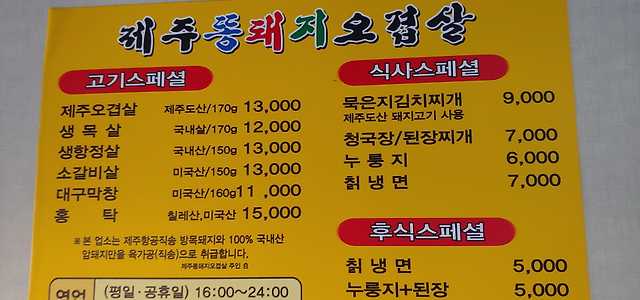 제주똥돼지오겹살
고기스페셜
제주오겹살 제주도산/170g 13,000
생 목 살 국내살/170g 12,000
생항정살 국내산/150g 13,000
소갈비살 미국산/150g 13,000
대구막창 미국산/160g 11,000
홍 탁 칠레산,미국산 15,000
※ 본 업소는 제주항공직송 방목돼지와 100% 국내산
암돼지만을 육가공(직송)으로 취급합니다.
제주똥돼지오겹살 주인 白
영업 (평일·공휴일) 16:00~24:00
식사스페셜
묵은지김치찌개 9,000
제주도산 돼지고기 사용
청국장/된장찌개 7,000
누 룽 지 6,000
칡 냉 면 7,000
후식스페셜
칡 냉 면 5,000
누룽지+된장 5,000